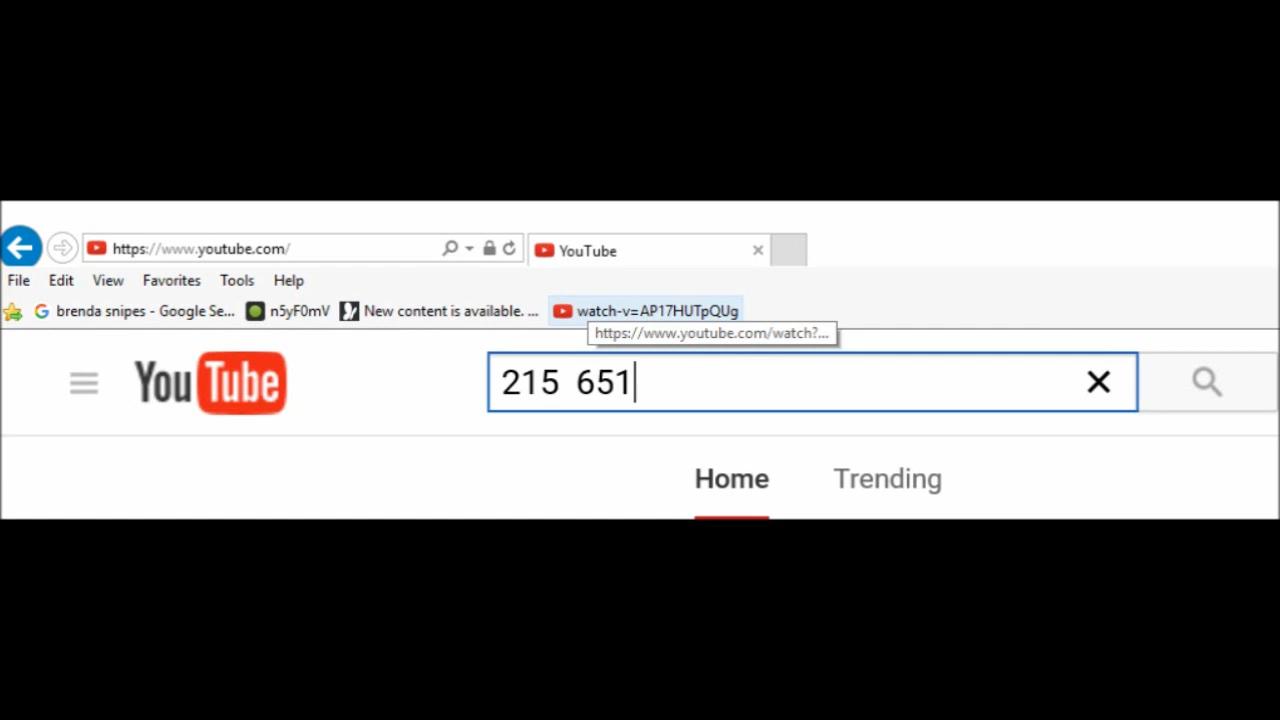 https://www.youtube.com/ YouTube
File Edit View Favorites Tools Help
brenda snipes - Google Se... n5yF0mV New content is available. ... watch-v=AP17HUTpQUg
https://www.youtube.com/watch?...
YouTube 215 651
Home Trending